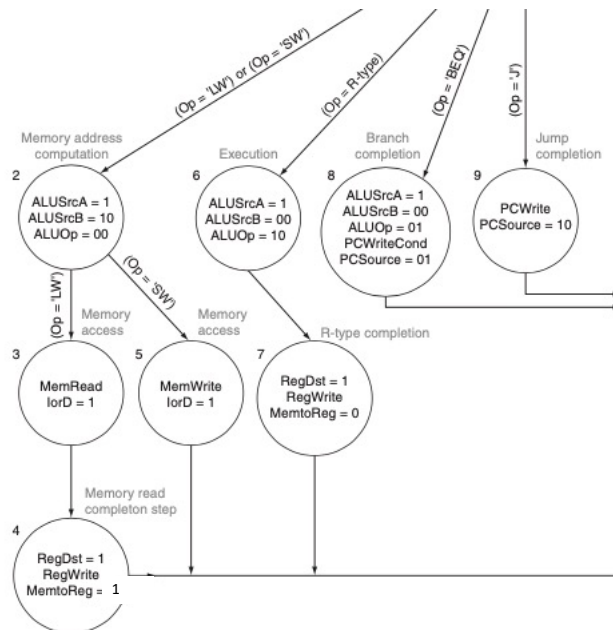 (Op = 'LW') or (Op = 'SW')
(Op = R-type)
(Op = 'BEQ')
(Op = 'J')
Memory address
computation
Execution
Branch
completion
Jump
completion
2
ALUSrcA = 1
ALUSrcB = 10
ALUOp = 00
6
ALUSrcA = 1
ALUSrcB = 00
ALUOp = 10
8
ALUSrcA = 1
ALUSrcB = 00
ALUOp = 01
PCWriteCond
PCSource = 01
9
PCWrite
PCSource = 10
(Op = 'LW')
(Op = 'SW')
Memory
access
Memory
access
R-type completion
3
MemRead
IorD = 1
5
MemWrite
IorD = 1
7
RegDst = 1
RegWrite
MemtoReg = 0
Memory read
completon step
4
RegDst = 1
RegWrite
MemtoReg = 1